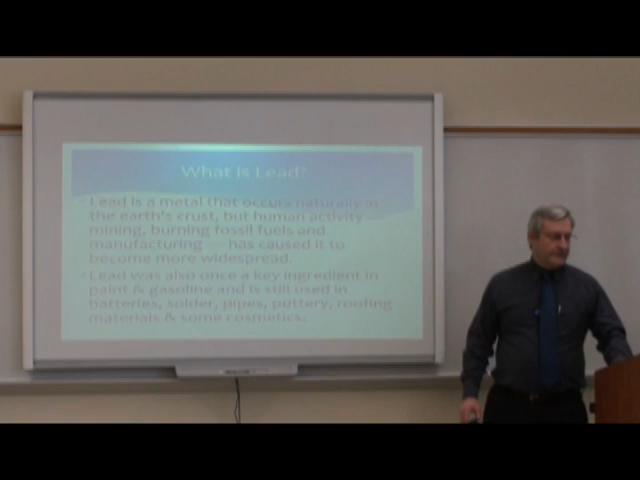 What is Lead?
Lead is a metal that occurs naturally in
the earth's crust, but human activity
mining, burning fossil fuels and
manufacturing — has caused it to
become more widespread.
Lead was also once a key ingredient in
paint & gasoline and is still used in
batteries, solder, pipes, puttery, roofing
materials & some cosmetics.